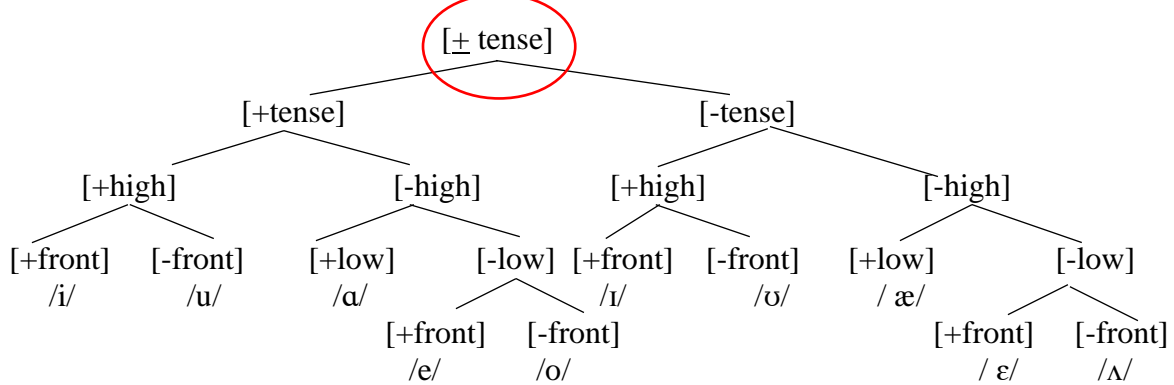 [± tense]
[+tense] [-tense]
[+high] [-high] [+high] [-high]
[+front] [-front] [+low] [-low] [+front] [-front] [+low] [-low]
/i/ /u/ /ɑ/ /ɪ/ /ʊ/ / æ/
[+front] [-front] [+front] [-front]
/e/ /o/ / ɛ/ /ʌ/